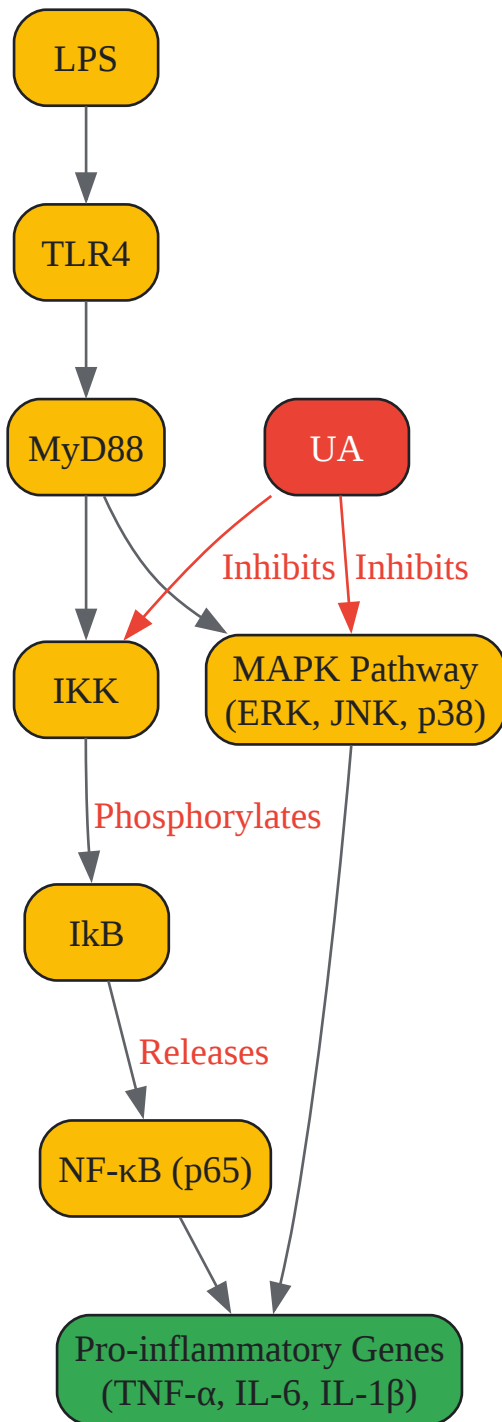 LPS
TLR4
MyD88
UA
Inhibits
Inhibits
IKK
MAPK Pathway
(ERK, JNK, p38)
Phosphorylates
IkB
Releases
NF-κB (p65)
Pro-inflammatory Genes
(TNF-α, IL-6, IL-1β)